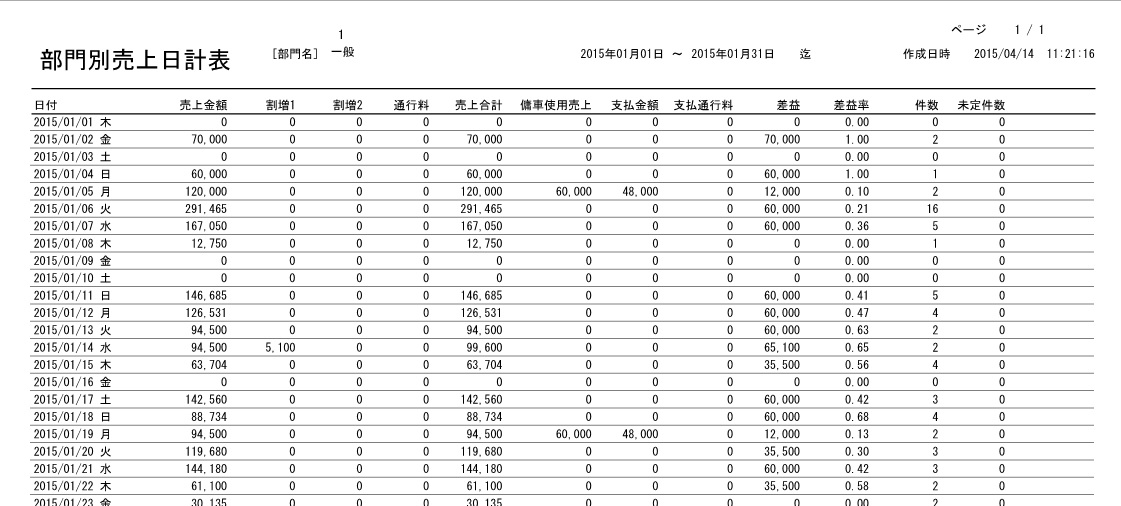 ページ 1 / 1
1
部門別売上日計表 [部門名] 一般 2015年01月01日 ～ 2015年01月31日 迄 作成日時 2015/04/14 11:21:16
日付 売上金額 割増1 割増2 通行料 売上合計 傭車使用売上 支払金額 支払通行料 差益 差益率 件数 未定件数
2015/01/01 木 0 0 0 0 0 0 0 0 0 0.00 0 0
2015/01/02 金 70,000 0 0 0 70,000 0 0 0 70,000 1.00 2 0
2015/01/03 土 0 0 0 0 0 0 0 0 0 0.00 0 0
2015/01/04 日 60,000 0 0 0 60,000 0 0 0 60,000 1.00 1 0
2015/01/05 月 120,000 0 0 0 120,000 60,000 48,000 0 12,000 0.10 2 0
2015/01/06 火 291,465 0 0 0 291,465 0 0 0 60,000 0.21 16 0
2015/01/07 水 167,050 0 0 0 167,050 0 0 0 60,000 0.36 5 0
2015/01/08 木 12,750 0 0 0 12,750 0 0 0 0 0.00 1 0
2015/01/09 金 0 0 0 0 0 0 0 0 0 0.00 0 0
2015/01/10 土 0 0 0 0 0 0 0 0 0 0.00 0 0
2015/01/11 日 146,685 0 0 0 146,685 0 0 0 60,000 0.41 5 0
2015/01/12 月 126,531 0 0 0 126,531 0 0 0 60,000 0.47 4 0
2015/01/13 火 94,500 0 0 0 94,500 0 0 0 60,000 0.63 2 0
2015/01/14 水 94,500 5,100 0 0 99,600 0 0 0 65,100 0.65 2 0
2015/01/15 木 63,704 0 0 0 63,704 0 0 0 35,500 0.56 4 0
2015/01/16 金 0 0 0 0 0 0 0 0 0 0.00 0 0
2015/01/17 土 142,560 0 0 0 142,560 0 0 0 60,000 0.42 3 0
2015/01/18 日 88,734 0 0 0 88,734 0 0 0 60,000 0.68 4 0
2015/01/19 月 94,500 0 0 0 94,500 60,000 48,000 0 12,000 0.13 2 0
2015/01/20 火 119,680 0 0 0 119,680 0 0 0 35,500 0.30 3 0
2015/01/21 水 144,180 0 0 0 144,180 0 0 0 60,000 0.42 3 0
2015/01/22 木 61,100 0 0 0 61,100 0 0 0 35,500 0.58 2 0
2015/01/23 金 30,135 0 0 0 30,135 0 0 0 0 0.00 2 0